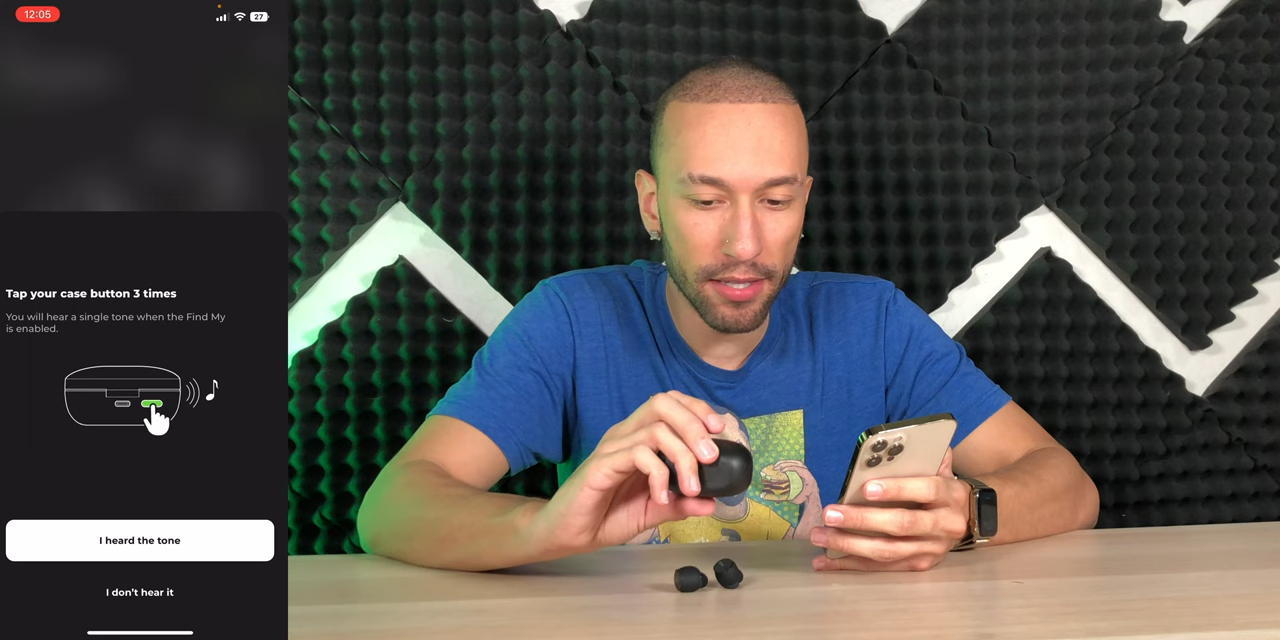 12:05
27
Tap your case button 3 times
You will hear a single tone when the Find My
is enabled.
I heard the tone
I don't hear it